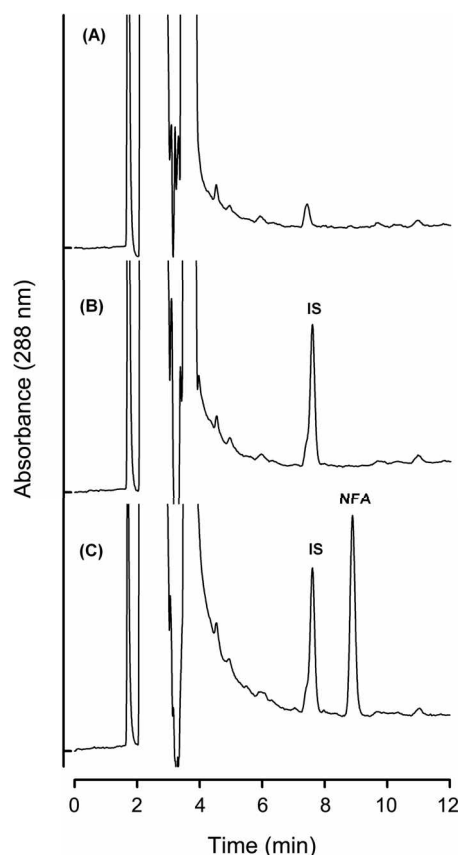 (A)
(B)
IS
NFA
(C)
IS
Absorbance (288 nm)
0 2 4 6 8 10 12
Time (min)